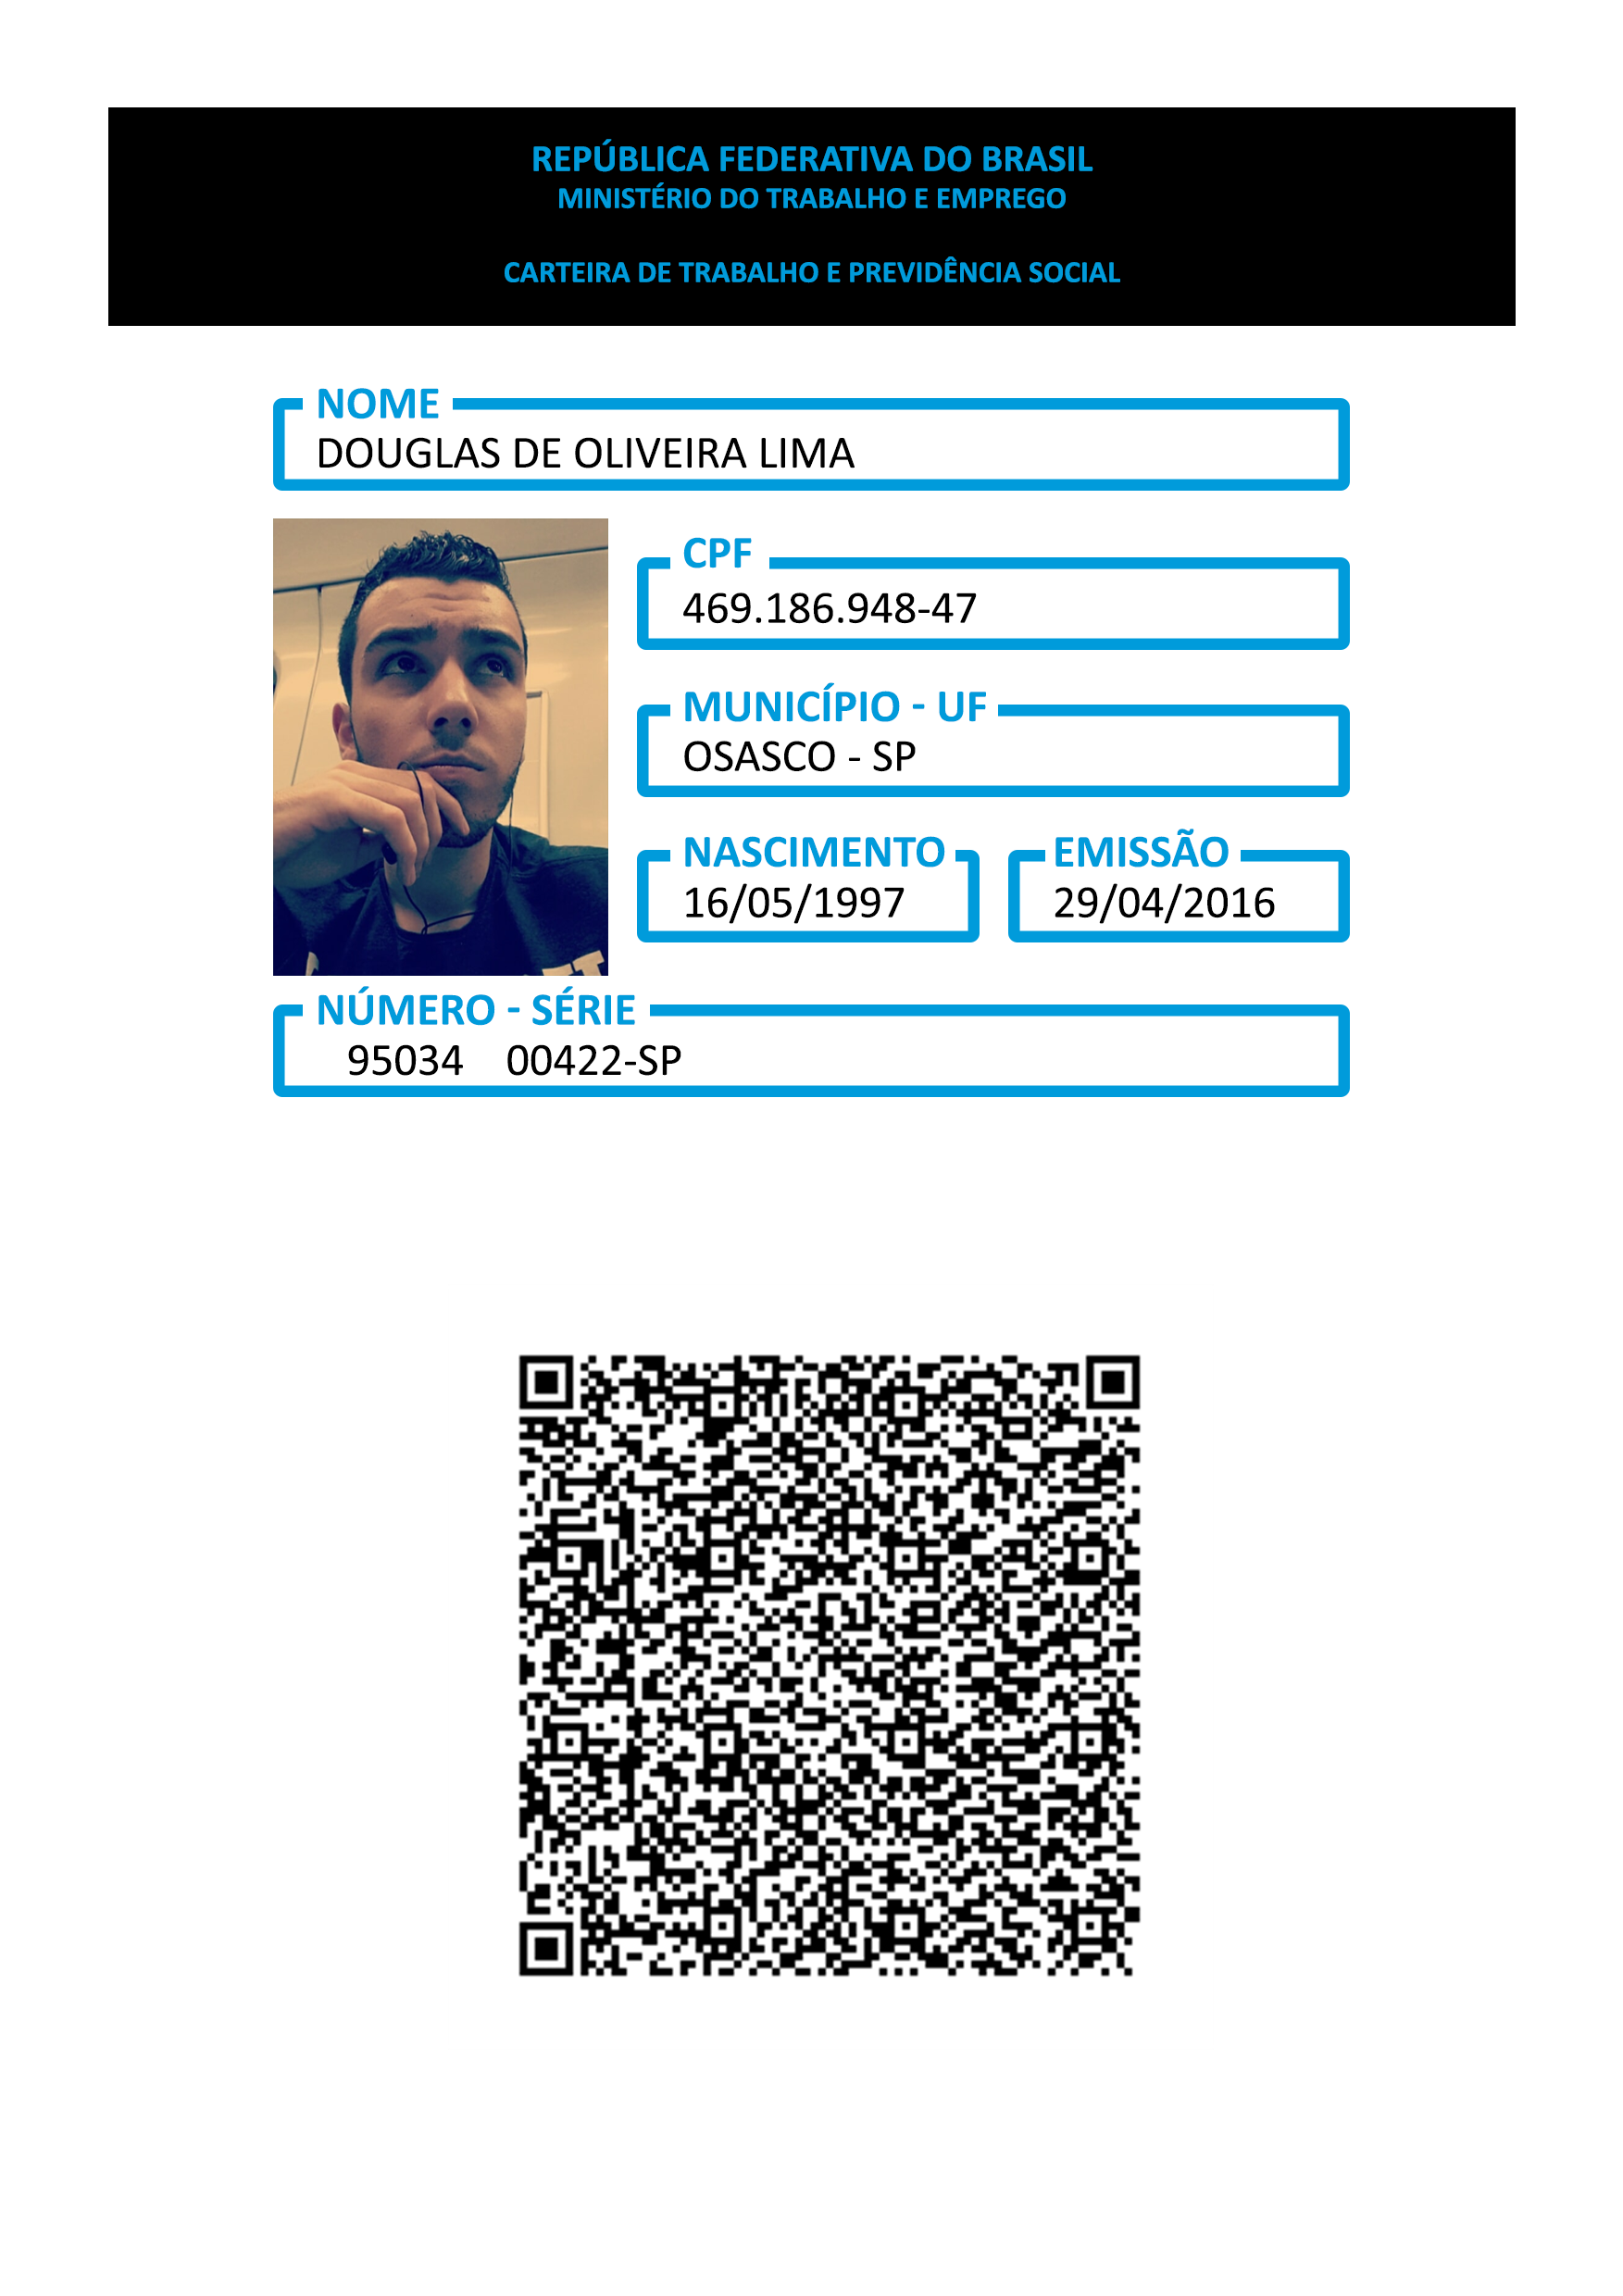 REPÚBLICA FEDERATIVA DO BRASIL
MINISTÉRIO DO TRABALHO E EMPREGO
CARTEIRA DE TRABALHO E PREVIDÊNCIA SOCIAL
NOME
DOUGLAS DE OLIVEIRA LIMA
CPF
469.186.948-47
MUNICÍPIO - UF
OSASCO - SP
NASCIMENTO
16/05/1997
EMISSÃO
29/04/2016
NÚMERO - SÉRIE
95034 00422-SP